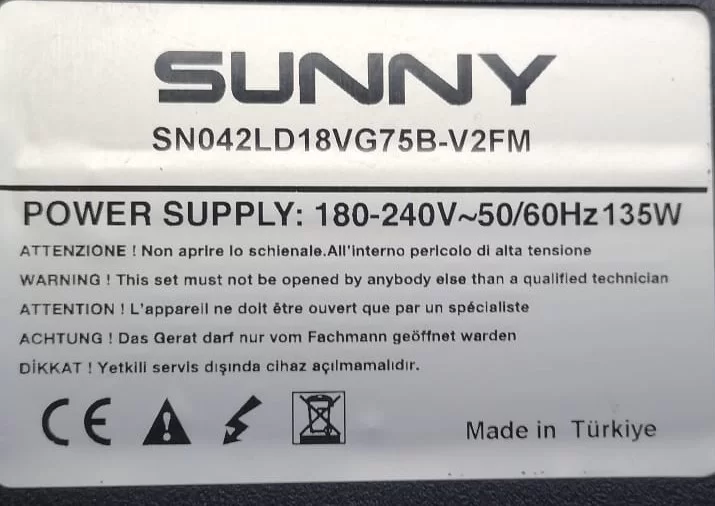 SUNNY
SN042LD18VG75B-V2FM
POWER SUPPLY: 180-240V~50/60Hz 135W
ATTENZIONE ! Non aprire lo schienale.All'interno pericolo di alta tensione
WARNING ! This set must not be opened by anybody else than a qualified technician
ATTENTION ! L'appareil ne doit être ouvert que par un spécialiste
ACHTUNG ! Das Gerat darf nur vom Fachmann geöffnet warden
DİKKAT ! Yetkili servis dışında cihaz açılmamalıdır.
CE
Made in Türkiye